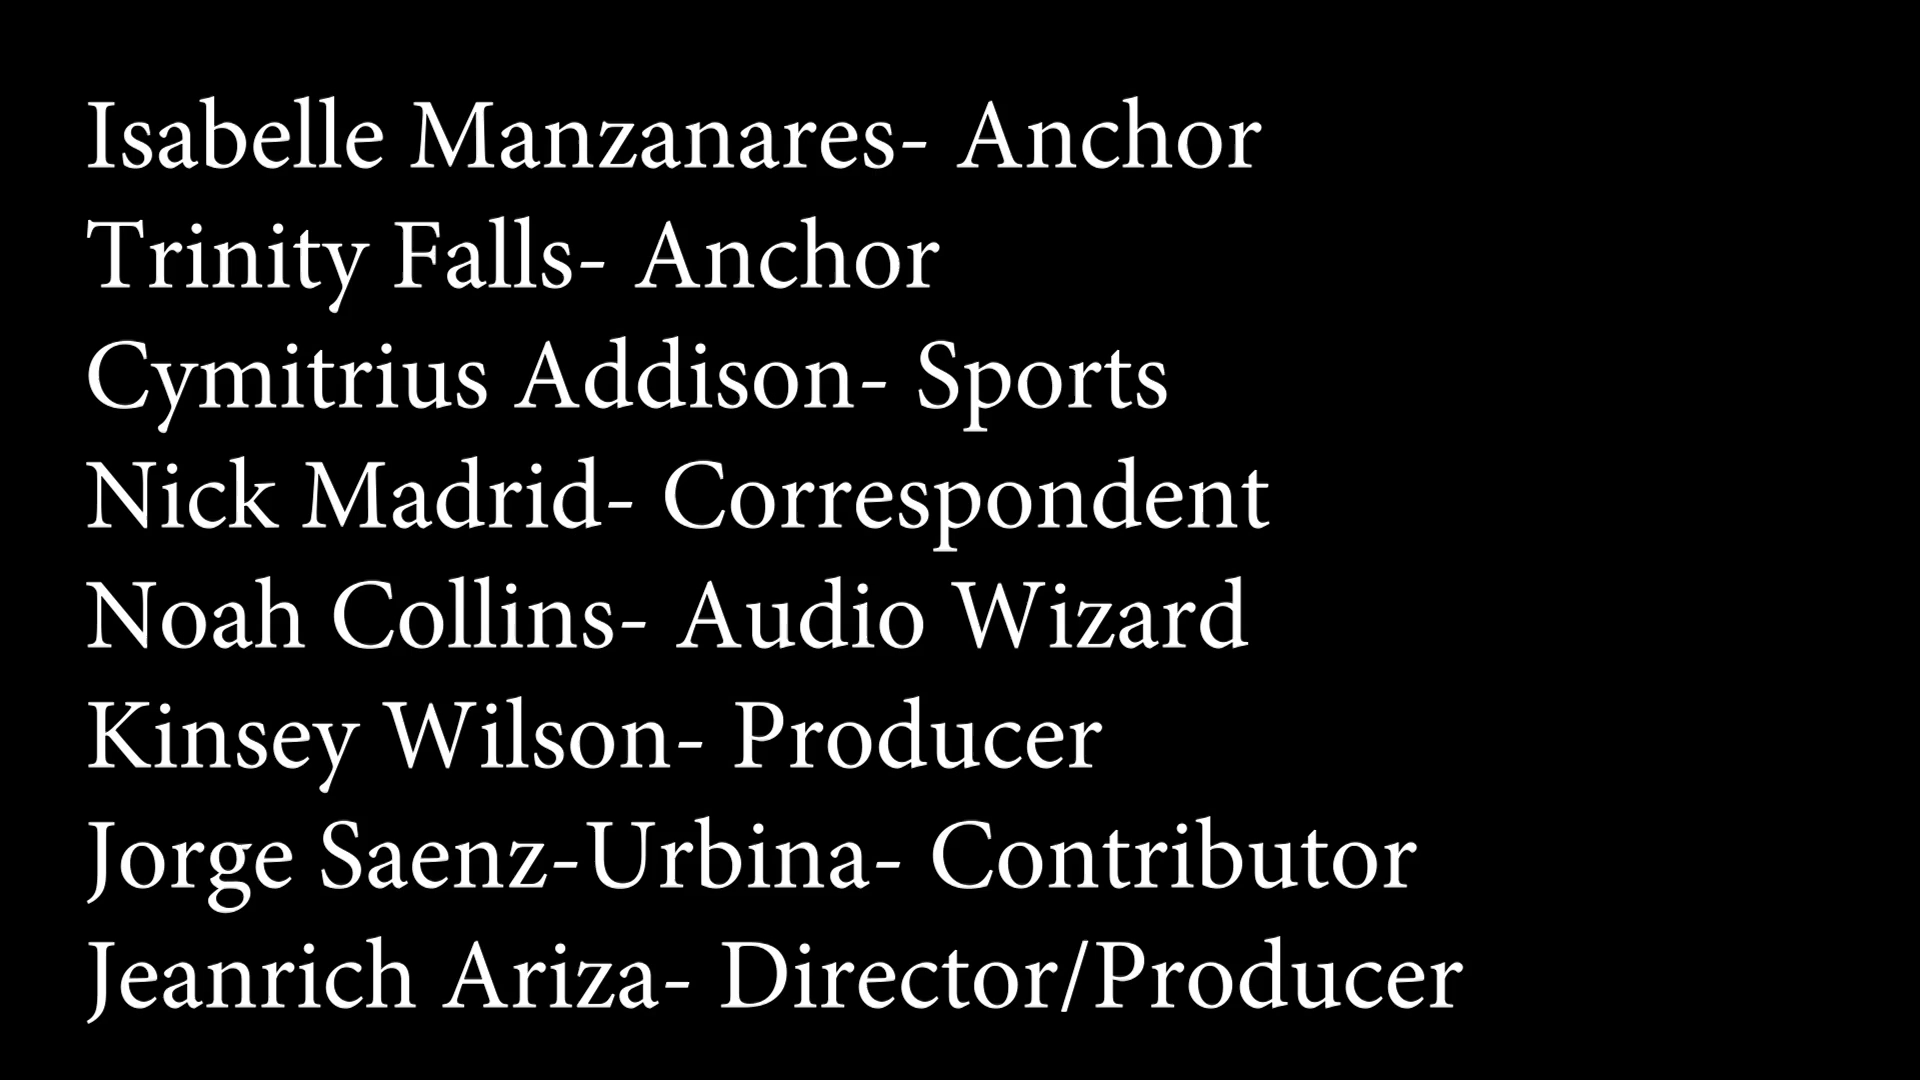 Isabelle Manzanares- Anchor
Trinity Falls- Anchor
Cymitrius Addison- Sports
Nick Madrid- Correspondent
Noah Collins- Audio Wizard
Kinsey Wilson- Producer
Jorge Saenz-Urbina- Contributor
Jeanrich Ariza- Director/Producer